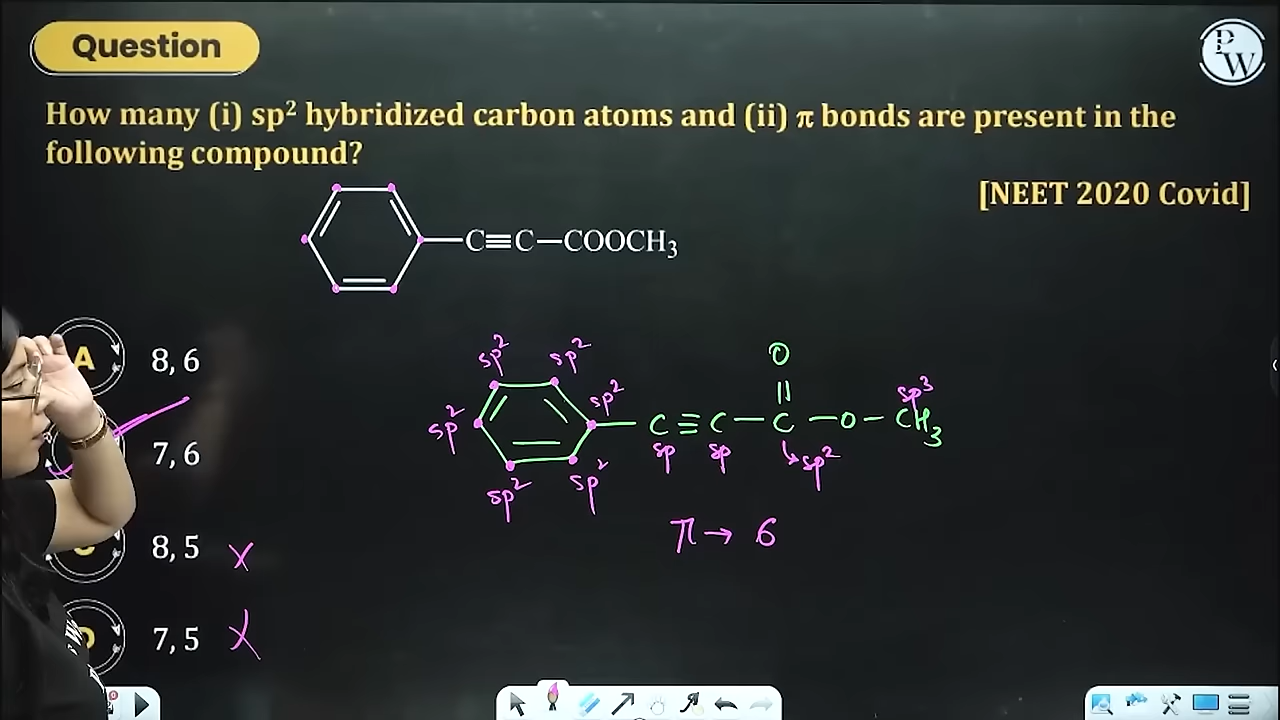 Question
P
W
How many (i) sp² hybridized carbon atoms and (ii) π bonds are present in the
following compound?
[NEET 2020 Covid]
C≡C—COOCH₃
A 8, 6
7, 6
8, 5 X
D 7, 5 X
sp² sp² sp² sp² sp² sp²
O
||
C≡C—C—O—CH₃
sp sp sp² sp³
π → 6